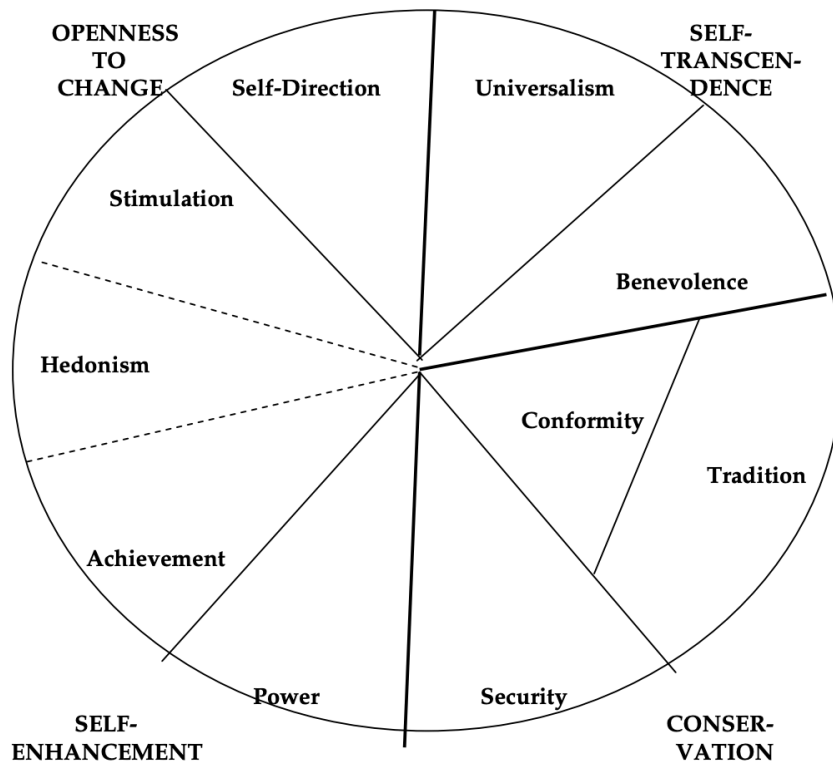 OPENNESS
TO
CHANGE
SELF-
TRANSCEN-
DENCE
Self-Direction
Universalism
Stimulation
Benevolence
Hedonism
Conformity
Tradition
Achievement
Power
Security
SELF-
ENHANCEMENT
CONSER-
VATION